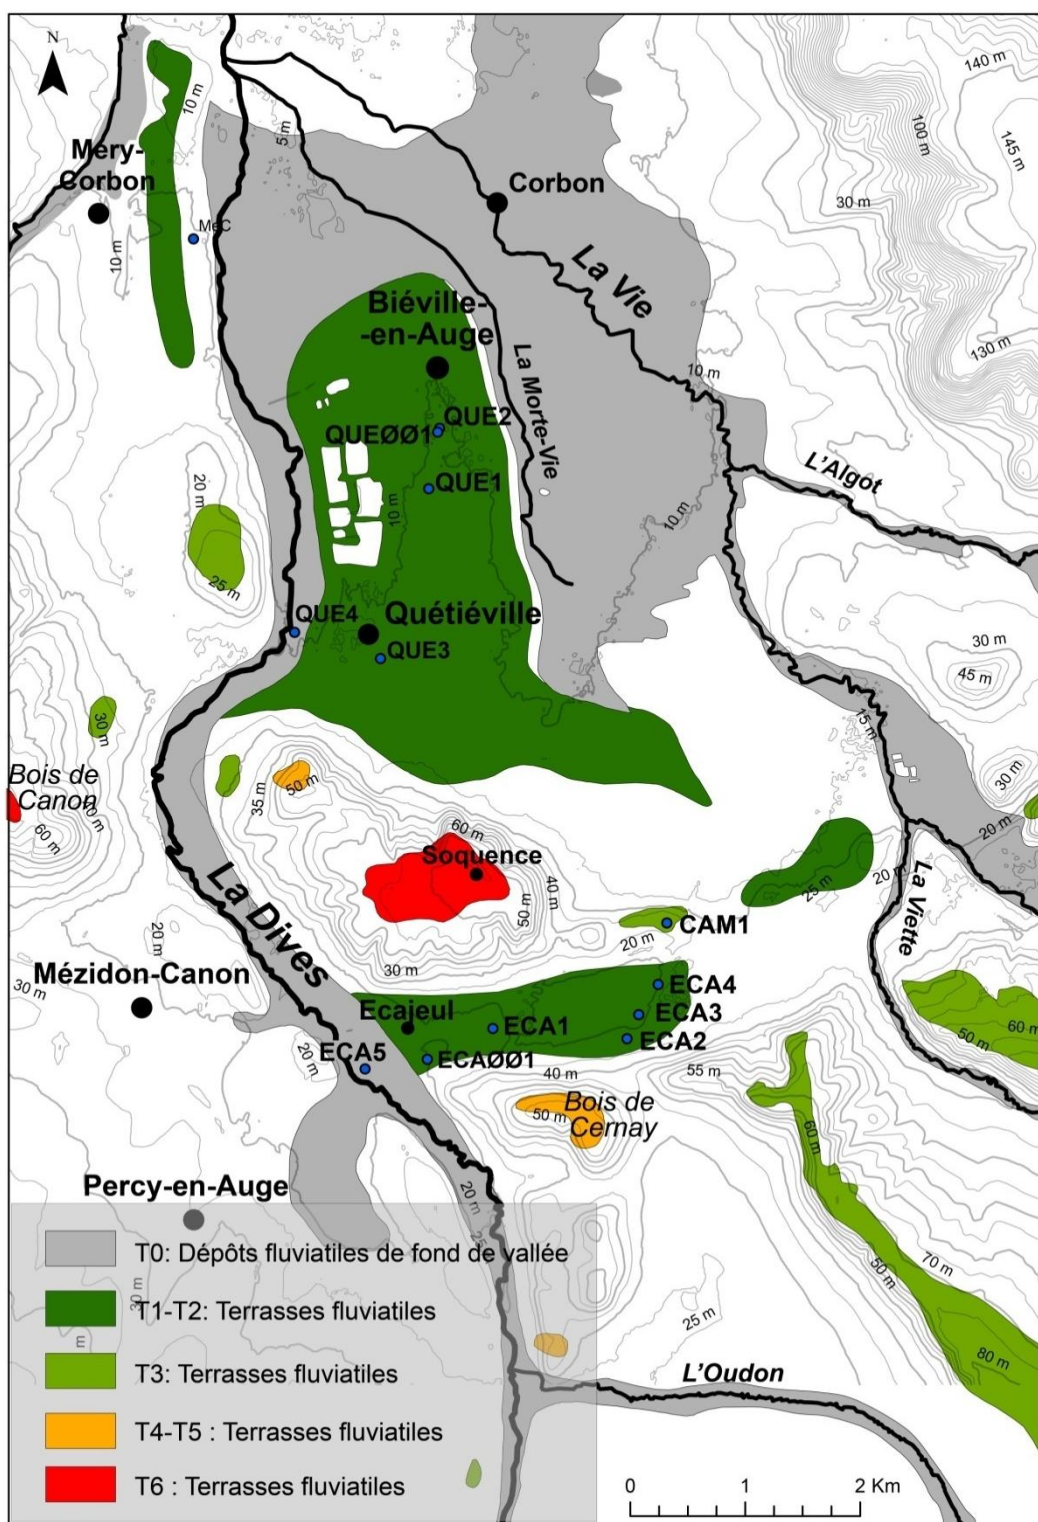 N
140 m
10 m
100 m
5 m
145 m
Mery-
Corbon
Corbon
30 m
MeC
10 m
La Vie
Biéville-
-en-Auge
130 m
La Morte-Vie
10 m
QUE2
QUEØØ1
L'Algot
QUE1
20 m
10 m
10 m
25 m
QUE4
Quétiéville
30 m
QUE3
45 m
30 m
15 m
Bois de
Canon
50 m
35 m
30 m
40 m
60 m
60 m
20 m
Soquence
La Dives
40 m
50 m
25 m
20 m
La Viette
CAM1
20 m
20 m
30 m
Mézidon-Canon
30 m
ECA4
Ecajeul
ECA1
ECA3
60 m
ECA2
50 m
20 m
ECA5
ECAØØ1
40 m
55 m
50 m
Bois de
Cernay
60 m
Percy-en-Auge
20 m
25
70 m
50 m
T0: Dépôts fluviatiles de fond de vallée
30 m
T1-T2: Terrasses fluviatiles
25 m
m
80 m
T3: Terrasses fluviatiles
L'Oudon
T4-T5 : Terrasses fluviatiles
T6 : Terrasses fluviatiles
0 1 2 Km